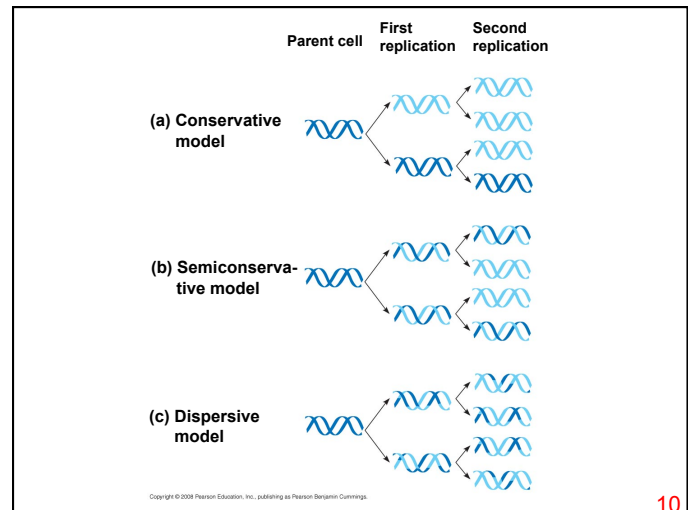 Parent cell
First
replication
Second
replication
(a) Conservative
model
(b) Semiconserva-
tive model
(c) Dispersive
model
Copyright © 2008 Pearson Education, Inc., publishing as Pearson Benjamin Cummings.
10